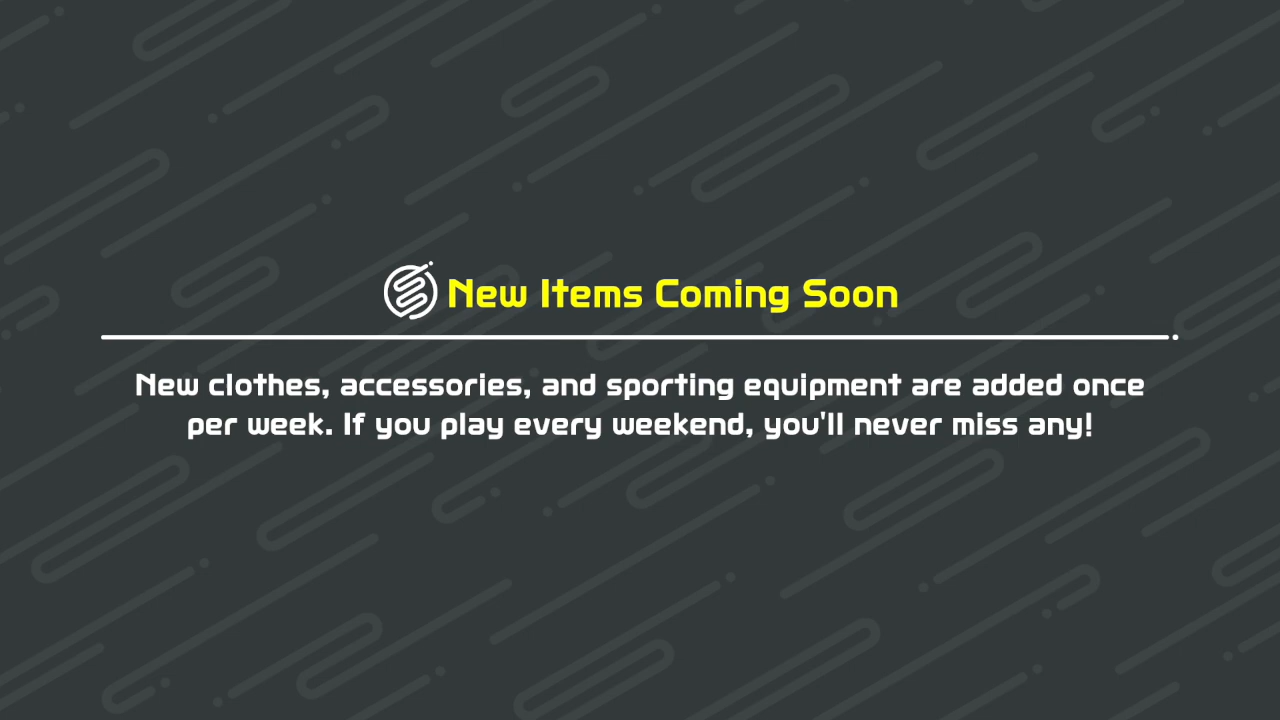 New Items Coming Soon
New clothes, accessories, and sporting equipment are added once
per week. If you play every weekend, you'll never miss any!